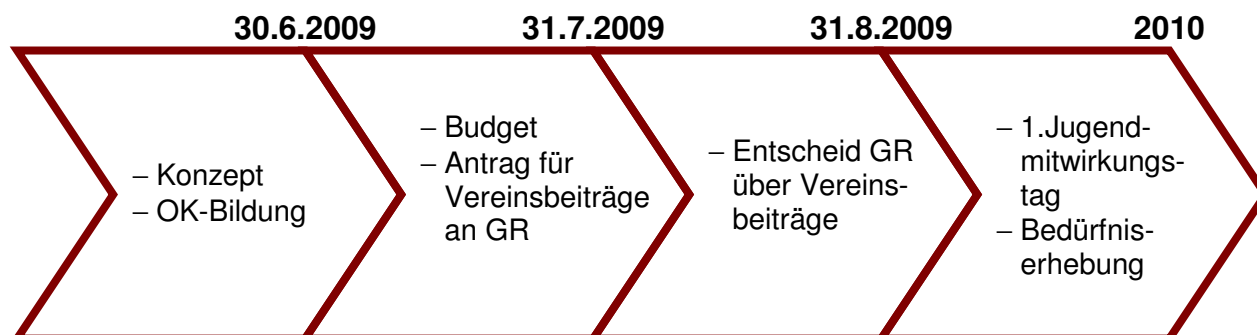 30.6.2009 31.7.2009 31.8.2009 2010
– Konzept
– OK-Bildung
– Budget
– Antrag für
Vereinsbeiträge
an GR
– Entscheid GR
über Vereins-
beiträge
– 1.Jugend-
mitwirkungs-
tag
– Bedürfnis-
erhebung